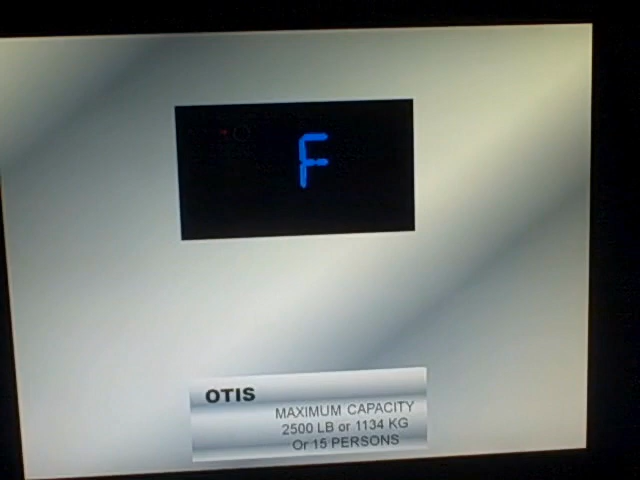 F
OTIS
MAXIMUM CAPACITY
2500 LB or 1134 KG
Or 15 PERSONS